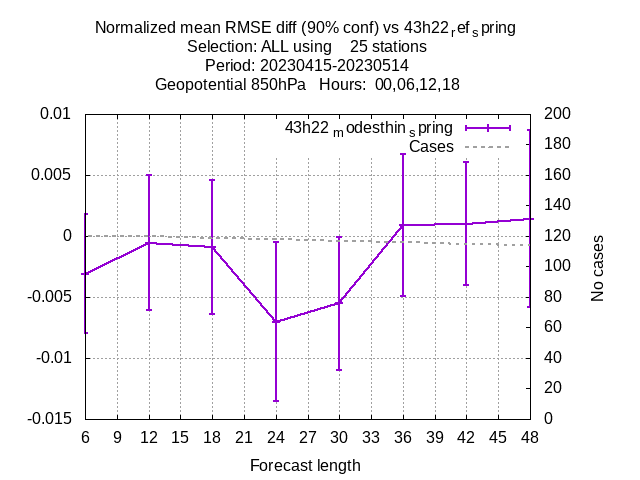 Normalized mean RMSE diff (90% conf) vs 43h22ref spring
Selection: ALL using    25 stations
Period: 20230415-20230514
Geopotential 850hPa   Hours:  00,06,12,18
43h22modesthinspring
Cases
0.01
0.005
0
-0.005
-0.01
-0.015
200
180
160
140
120
100
80
60
40
20
0
No cases
6 9 12 15 18 21 24 27 30 33 36 39 42 45 48
Forecast length